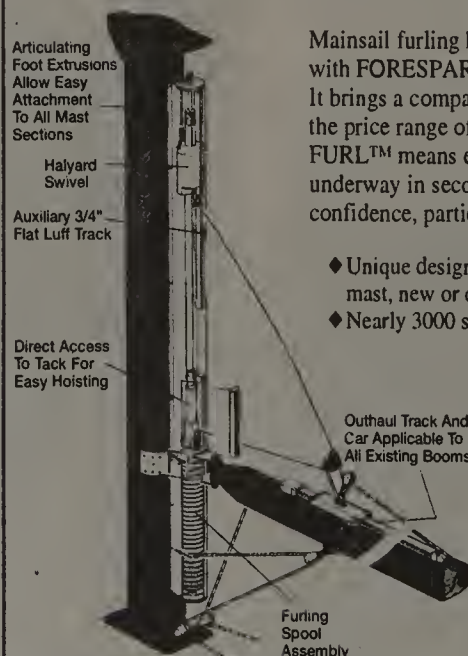 Articulating
Foot Extrusions
Allow Easy
Attachment
To All Mast
Sections
Halyard
Swivel
Auxiliary 3/4"
Flat Luff Track
Direct Access
To Tack For
Easy Hoisting
Mainsail furling
with FORESPAR
It brings a compa
the price range of
FURL™ means e
underway in seco
confidence, partic
♦ Unique design
mast, new or
♦ Nearly 3000 s
Outhaul Track And
Car Applicable To
All Existing Booms
Furling
Spool
Assembly